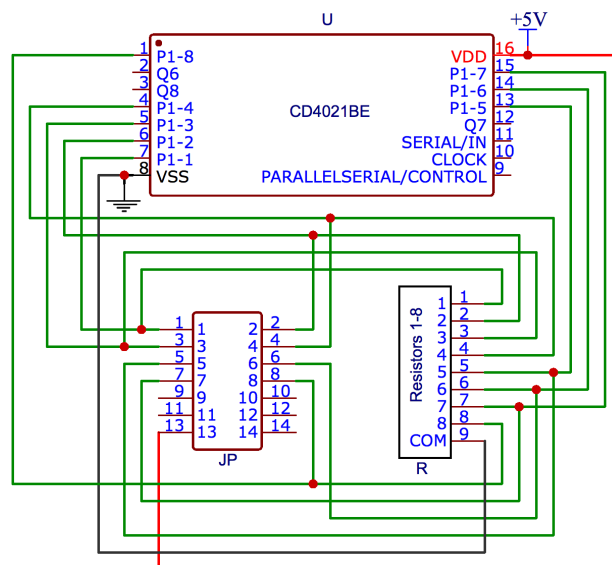 U
+5V
1 P1-8 VDD 16
2 Q6 P1-7 15
3 Q8 P1-6 14
4 P1-4 CD4021BE P1-5 13
5 P1-3 Q7 12
6 P1-2 SERIAL/IN 11
7 P1-1 CLOCK 10
8 VSS PARALLELSERIAL/CONTROL 9
1 1 2 2
3 3 4 4
5 5 6 6
7 7 8 8
9 9 10 10
11 11 12 12
13 13 14 14
JP
Resistors 1-8
1 1
2 2
3 3
4 4
5 5
6 6
7 7
8 8
COM 9
R